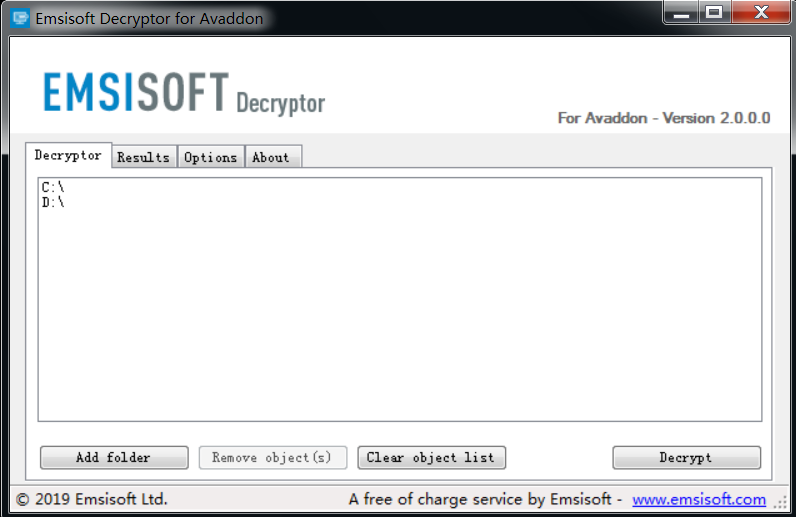 Emsisoft Decryptor for Avaddon
EMSISOFT Decryptor
For Avaddon - Version 2.0.0.0
Decryptor Results Options About
C:\
D:\
Add folder Remove object(s) Clear object list Decrypt
© 2019 Emsisoft Ltd. A free of charge service by Emsisoft - www.emsisoft.com